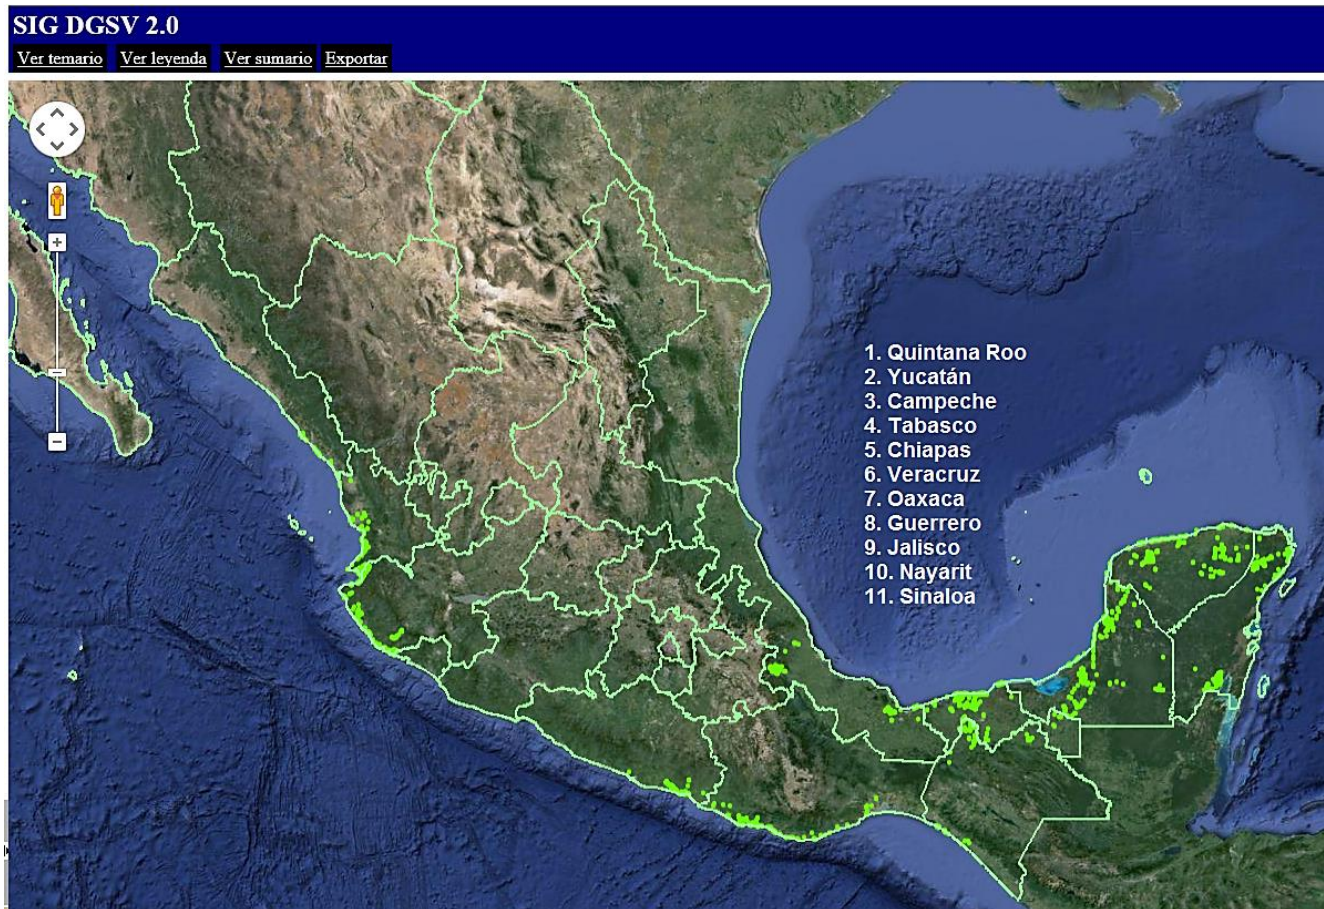 SIG DGSV 2.0
Ver temario Ver leyenda Ver sumario Exportar
1. Quintana Roo
2. Yucatán
3. Campeche
4. Tabasco
5. Chiapas
6. Veracruz
7. Oaxaca
8. Guerrero
9. Jalisco
10. Nayarit
11. Sinaloa